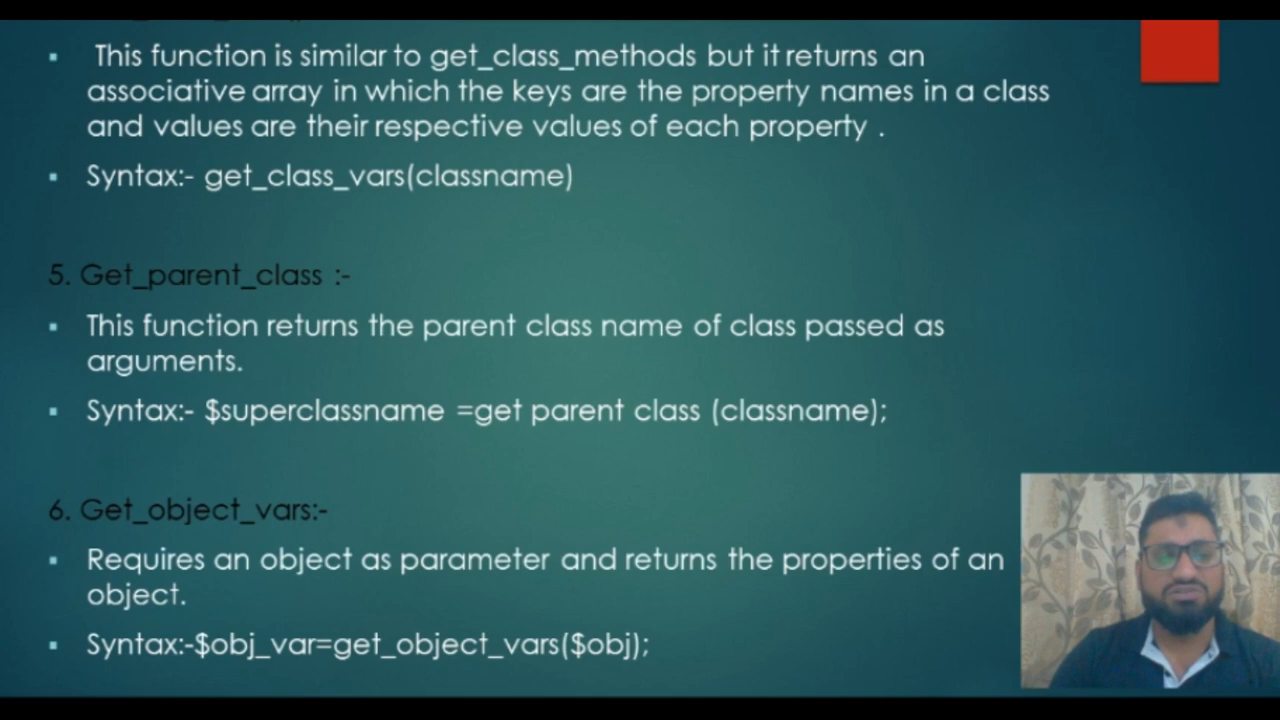 This function is similar to get_class_methods but it returns an
associative array in which the keys are the property names in a class
and values are their respective values of each property .
Syntax:- get_class_vars(classname)
5. Get_parent_class :-
This function returns the parent class name of class passed as
arguments.
Syntax:- $superclassname =get parent class (classname);
6. Get_object_vars:-
Requires an object as parameter and returns the properties of an
object.
Syntax:-$obj_var=get_object_vars($obj);